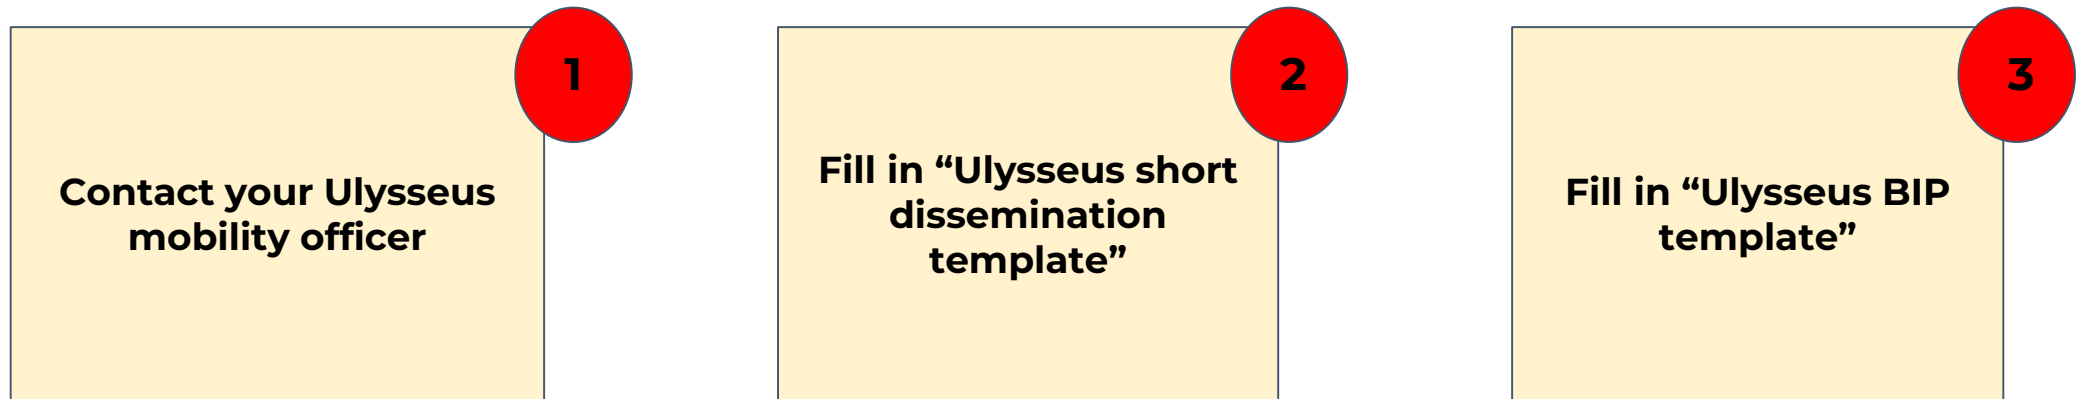 1
Contact your Ulysseus
mobility officer
2
Fill in “Ulysseus short
dissemination
template”
3
Fill in “Ulysseus BIP
template”